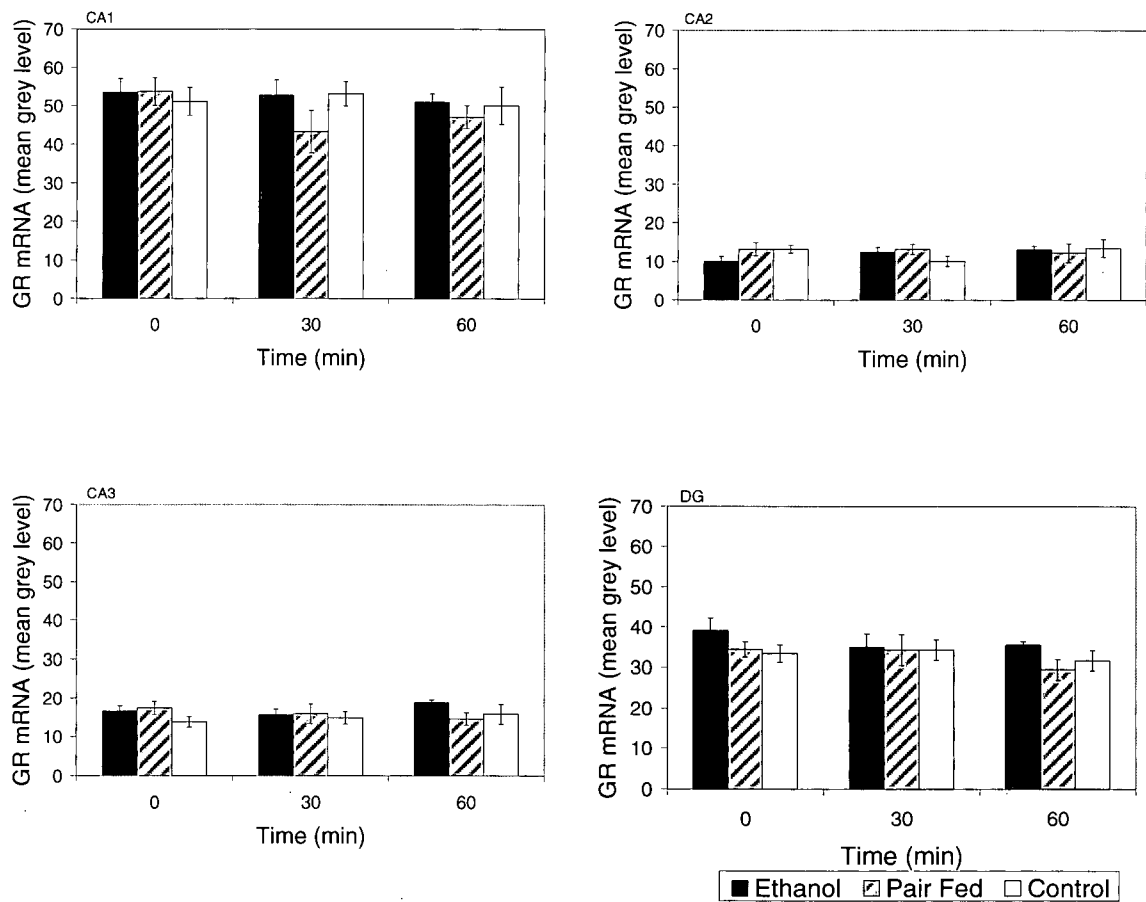 CA1
GR mRNA (mean grey level)
70
60
50
40
30
20
10
0
0 30 60
Time (min)
CA2
GR mRNA (mean grey level)
70
60
50
40
30
20
10
0
0 30 60
Time (min)
CA3
GR mRNA (mean grey level)
70
60
50
40
30
20
10
0
0 30 60
Time (min)
DG
GR mRNA (mean grey level)
70
60
50
40
30
20
10
0
0 30 60
Time (min)
Ethanol Pair Fed Control